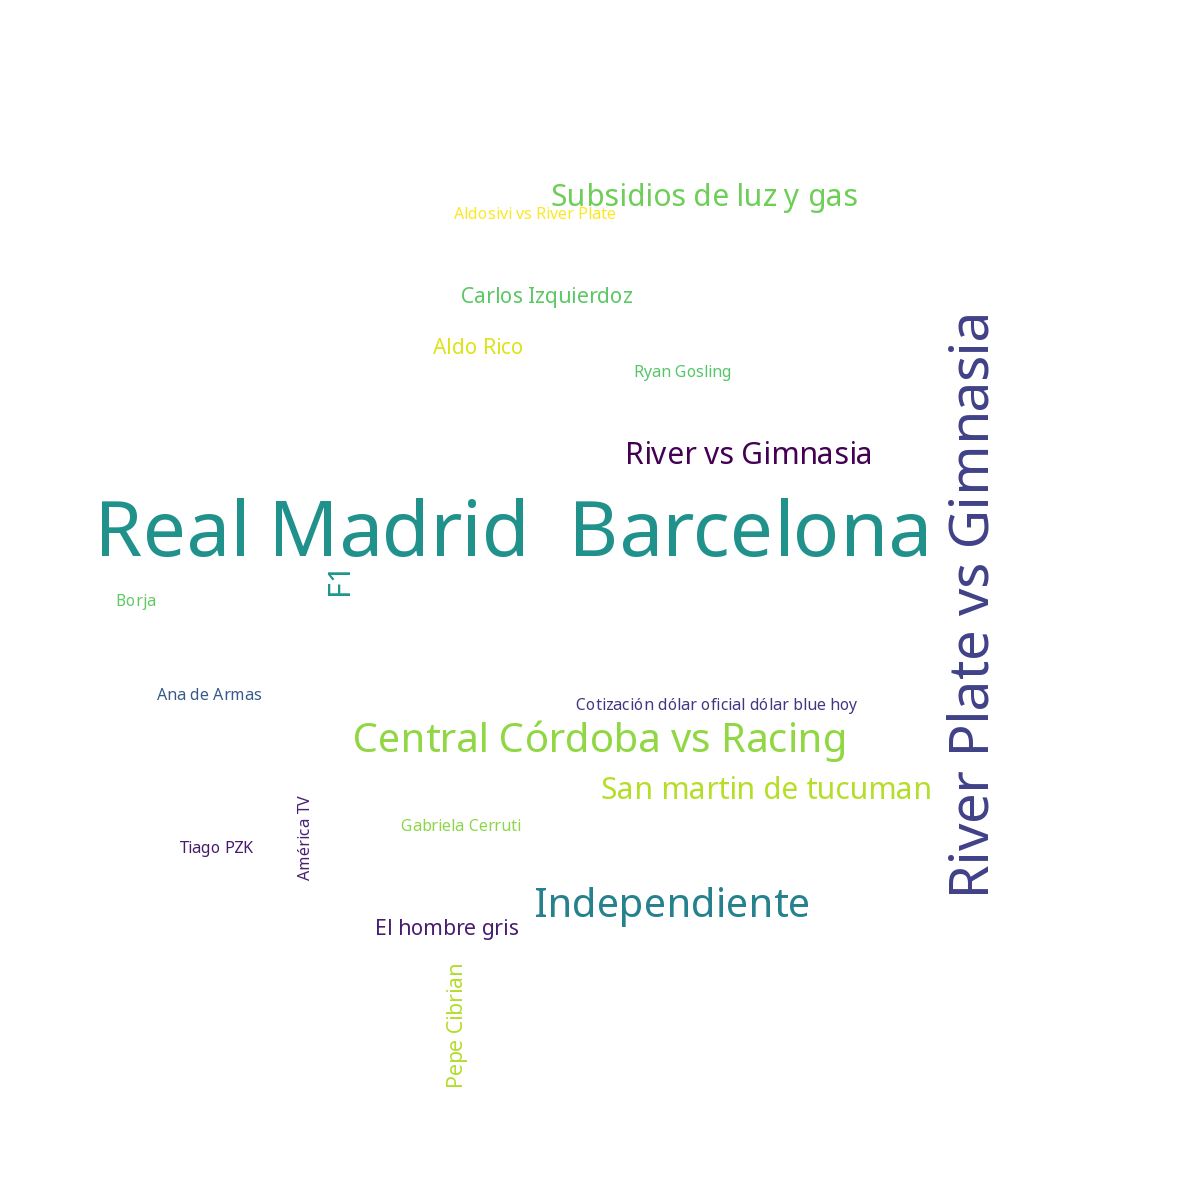 Subsidios de luz y gas
Aldosivi vs River Plate
Carlos Izquierdoz
Aldo Rico
Ryan Gosling
River Plate vs Gimnasia
River vs Gimnasia
Real Madrid
Barcelona
F1
Borja
Ana de Armas
Cotización dólar oficial dólar blue hoy
Central Córdoba vs Racing
San martin de tucuman
América TV
Gabriela Cerruti
Tiago PZK
Independiente
El hombre gris
Pepe Cibrian